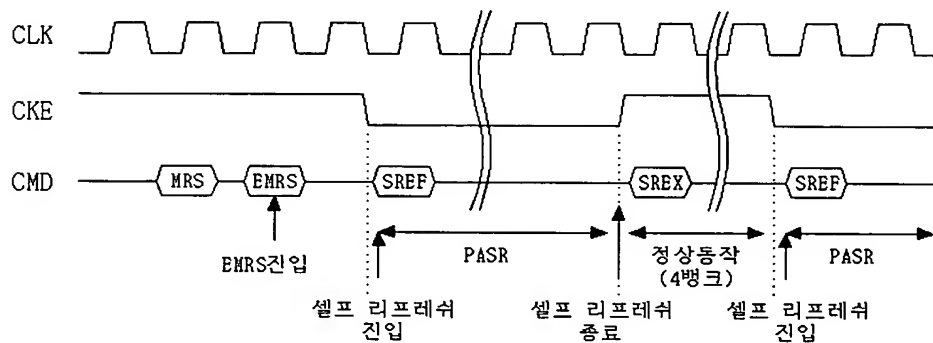 CLK
CKE
CMD
MRS
EMRS
SREF
SREX
SREF
EMRS진입
PASR
정상동작
(4뱅크)
PASR
셀프 리프레쉬
진입
셀프 리프레쉬
종료
셀프 리프레쉬
진입